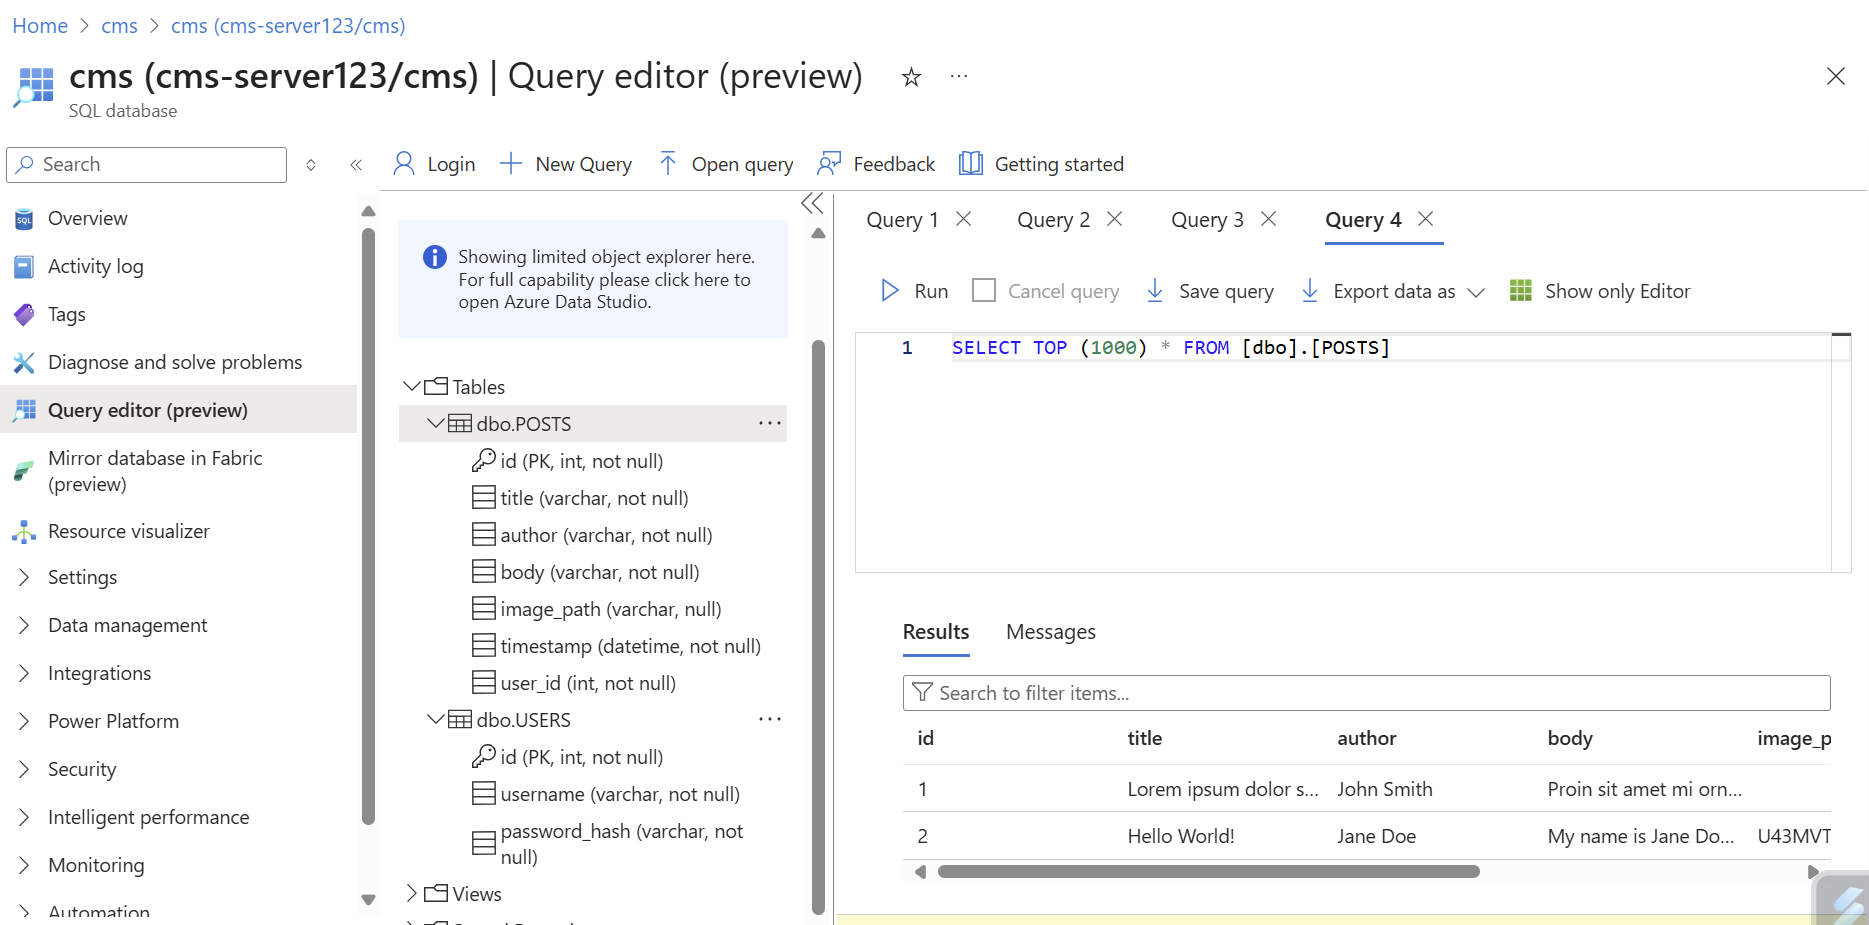 Home > cms > cms (cms-server123/cms)
cms (cms-server123/cms) | Query editor (preview)
SQL database
Search
Overview
Activity log
Tags
Diagnose and solve problems
Query editor (preview)
Mirror database in Fabric
(preview)
Resource visualizer
Settings
Data management
Integrations
Power Platform
Security
Intelligent performance
Monitoring
Automation
Login
New Query
Open query
Feedback
Getting started
Showing limited object explorer here.
For full capability please click here to
open Azure Data Studio.
Tables
dbo.POSTS
id (PK, int, not null)
title (varchar, not null)
author (varchar, not null)
body (varchar, not null)
image_path (varchar, null)
timestamp (datetime, not null)
user_id (int, not null)
dbo.USERS
id (PK, int, not null)
username (varchar, not null)
password_hash (varchar, not
null)
Views
Query 1
Query 2
Query 3
Query 4
Run
Cancel query
Save query
Export data as
Show only Editor
1 SELECT TOP (1000) * FROM [dbo].[POSTS]
Results
Messages
Search to filter items...
id title author body image_p
1 Lorem ipsum dolor s... John Smith Proin sit amet mi orn...
2 Hello World! Jane Doe My name is Jane Do... U43MVT